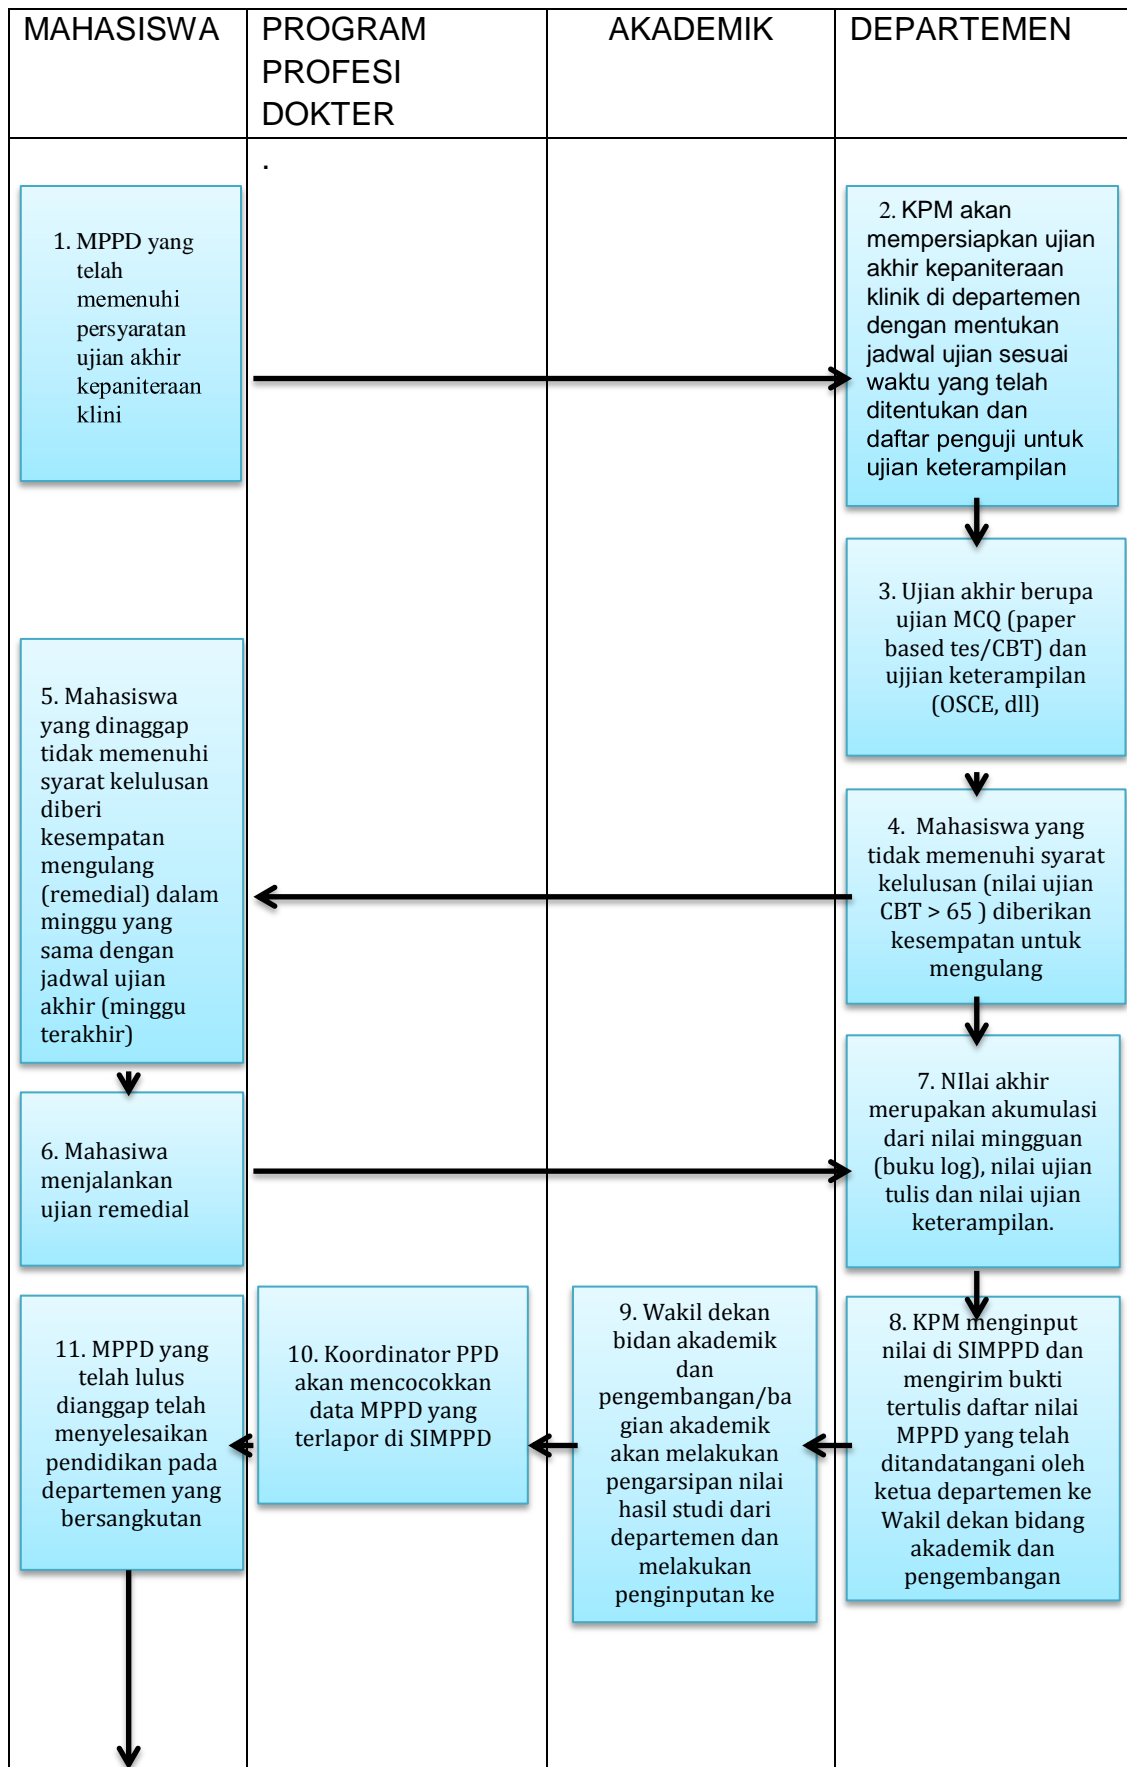 MAHASISWA
PROGRAM
PROFESI
DOKTER
AKADEMIK
DEPARTEMEN
.
1. MPPD yang
telah
memenuhi
persyaratan
ujian akhir
kepaniteraan
klini
2. KPM akan
mempersiapkan ujian
akhir kepaniteraan
klinik di departemen
dengan mentukan
jadwal ujian sesuai
waktu yang telah
ditentukan dan
daftar penguji untuk
ujian keterampilan
3. Ujian akhir berupa
ujian MCQ (paper
based tes/CBT) dan
ujjian keterampilan
(OSCE, dll)
4. Mahasiswa yang
tidak memenuhi syarat
kelulusan (nilai ujian
CBT > 65 ) diberikan
kesempatan untuk
mengulang
5. Mahasiswa
yang dinaggap
tidak memenuhi
syarat kelulusan
diberi
kesempatan
mengulang
(remedial) dalam
minggu yang
sama dengan
jadwal ujian
akhir (minggu
terakhir)
6. Mahasiwa
menjalankan
ujian remedial
7. NIlai akhir
merupakan akumulasi
dari nilai mingguan
(buku log), nilai ujian
tulis dan nilai ujian
keterampilan.
8. KPM menginput
nilai di SIMPPD dan
mengirim bukti
tertulis daftar nilai
MPPD yang telah
ditandatangani oleh
ketua departemen ke
Wakil dekan bidang
akademik dan
pengembangan
9. Wakil dekan
bidan akademik
dan
pengembangan/ba
gian akademik
akan melakukan
pengarsipan nilai
hasil studi dari
departemen dan
melakukan
penginputan ke
10. Koordinator PPD
akan mencocokkan
data MPPD yang
terlapor di SIMPPD
11. MPPD yang
telah lulus
dianggap telah
menyelesaikan
pendidikan pada
departemen yang
bersangkutan